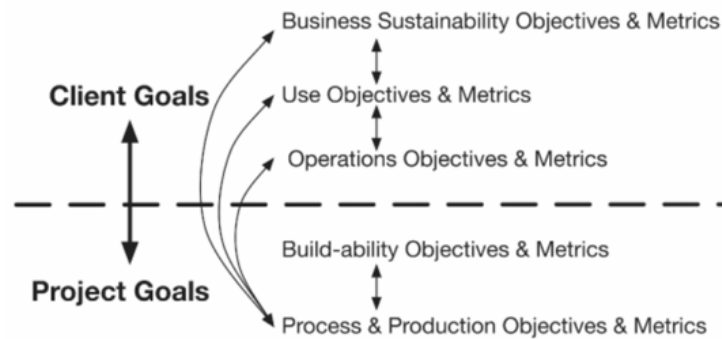 Business Sustainability Objectives & Metrics
Client Goals
Use Objectives & Metrics
Operations Objectives & Metrics
Build-ability Objectives & Metrics
Project Goals
Process & Production Objectives & Metrics